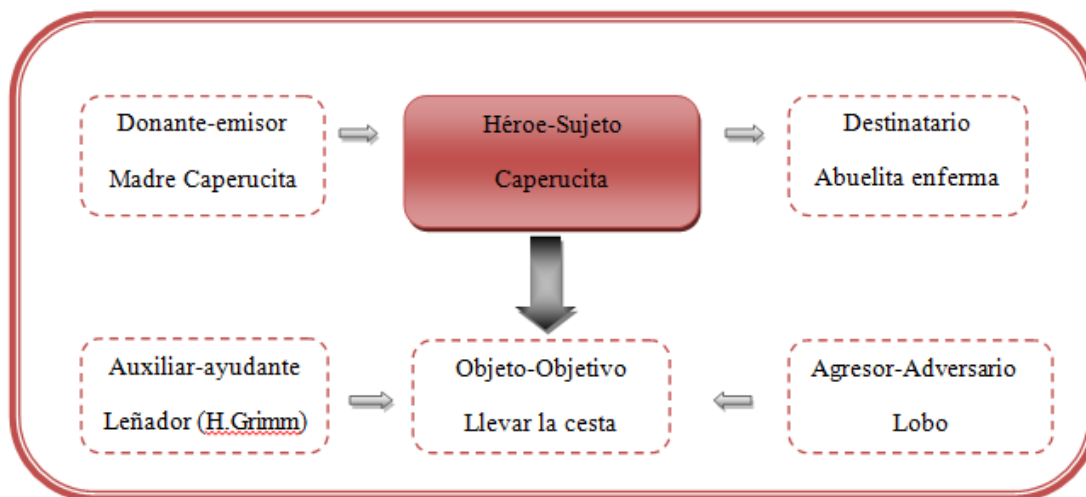 Donante-emisor
Madre Caperucita
Héroe-Sujeto
Caperucita
Destinatario
Abuelita enferma
Auxiliar-ayudante
Leñador (H.Grimm)
Objeto-Objetivo
Llevar la cesta
Agresor-Adversario
Lobo